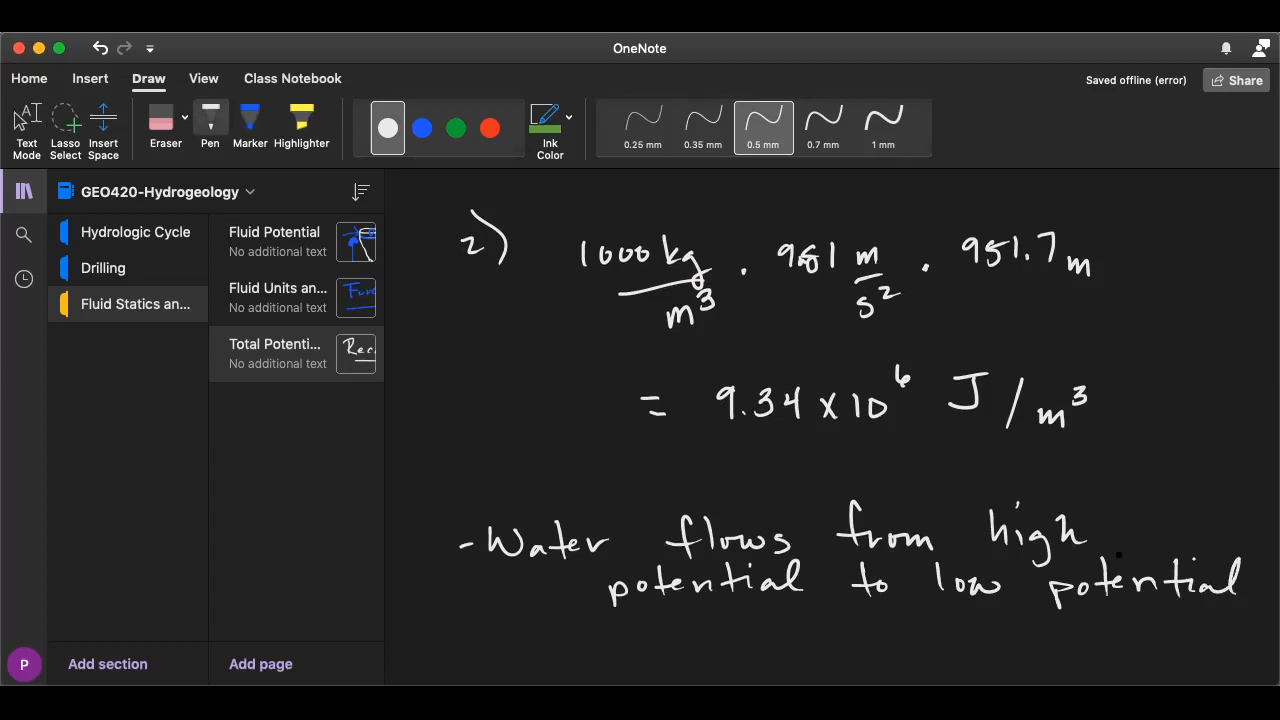 OneNote
Home Insert Draw View Class Notebook
Saved offline (error)
Share
Text Mode
Lasso Select
Insert Space
Eraser
Pen
Marker
Highlighter
Ink Color
0.25 mm
0.35 mm
0.5 mm
0.7 mm
1 mm
GEO420-Hydrogeology
Hydrologic Cycle
Drilling
Fluid Statics an...
Fluid Potential
No additional text
Fluid Units an...
No additional text
Total Potenti...
No additional text
Rec
P
Add section
Add page
2) 1000 kg/m³ · 981 m/s² · 951.7 m
= 9.34 x 10⁶ J/m³
- Water flows from high
potential to low potential